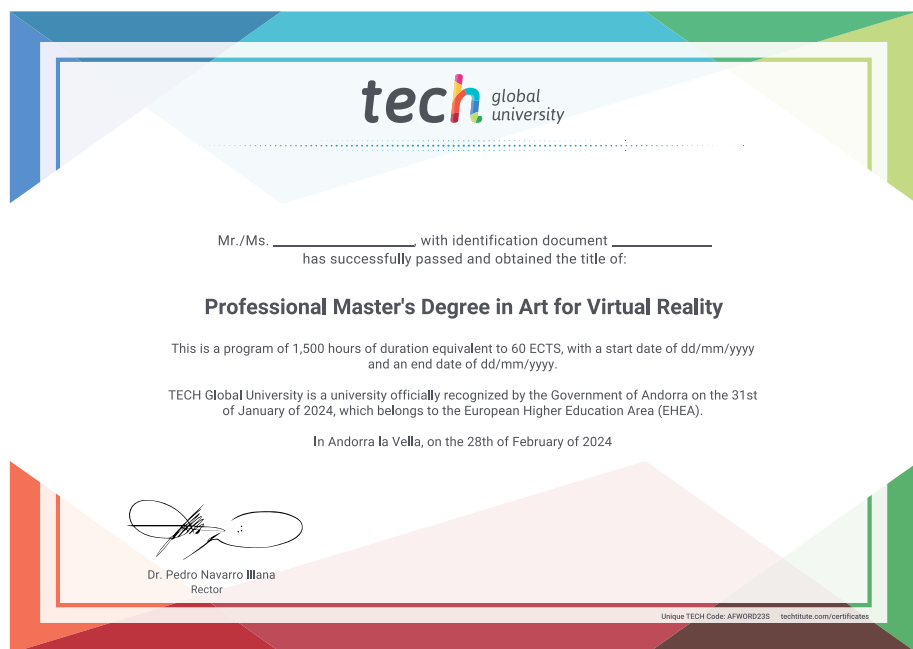 tech global
university
Mr./Ms. ____________, with identification document ____________
has successfully passed and obtained the title of:
Professional Master's Degree in Art for Virtual Reality
This is a program of 1,500 hours of duration equivalent to 60 ECTS, with a start date of dd/mm/yyyy
and an end date of dd/mm/yyyy.
TECH Global University is a university officially recognized by the Government of Andorra on the 31st
of January of 2024, which belongs to the European Higher Education Area (EHEA).
In Andorra la Vella, on the 28th of February of 2024
Dr. Pedro Navarro Illana
Rector
Unique TECH Code: AFWORD23S techtitute.com/certificates